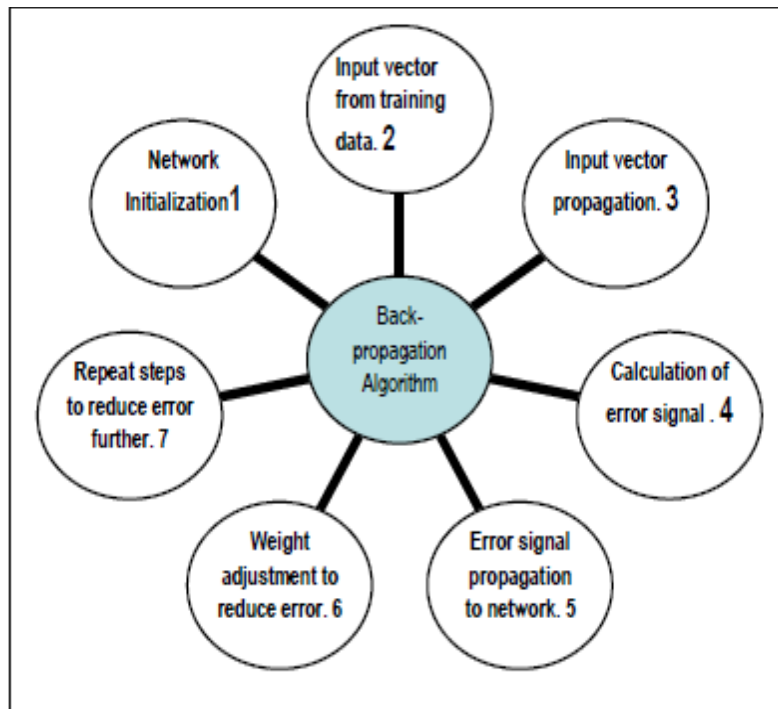 Network
Initialization1
Input vector
from training
data. 2
Input vector
propagation. 3
Calculation of
error signal . 4
Error signal
propagation
to network. 5
Weight
adjustment to
reduce error. 6
Repeat steps
to reduce error
further. 7
Back-
propagation
Algorithm